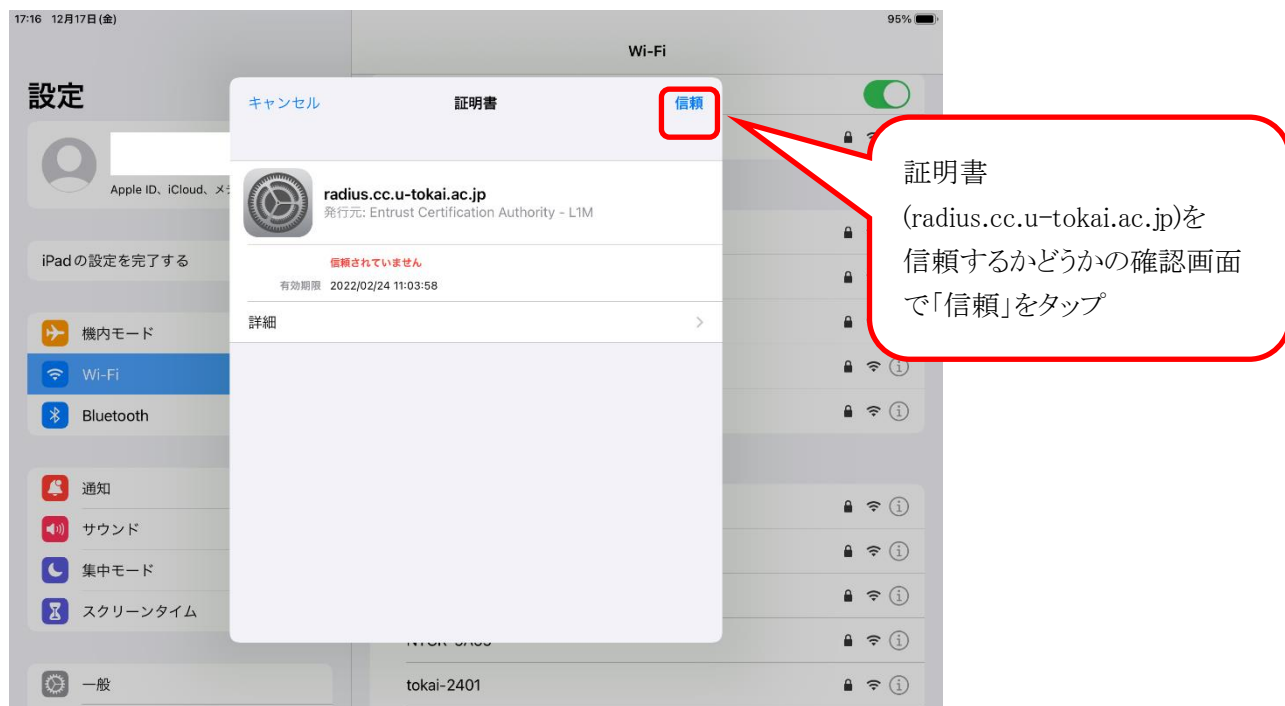 17:16 12月17日(金)
95%
Wi-Fi
設定
キャンセル
証明書
信頼
Apple ID、iCloud、メ
radius.cc.u-tokai.ac.jp
発行元: Entrust Certification Authority - L1M
信頼されていません
有効期限 2022/02/24 11:03:58
詳細
iPadの設定を完了する
機内モード
Wi-Fi
Bluetooth
通知
サウンド
集中モード
スクリーンタイム
一般
tokai-2401
証明書
(radius.cc.u-tokai.ac.jp)を
信頼するかどうかの確認画面
で「信頼」をタップ